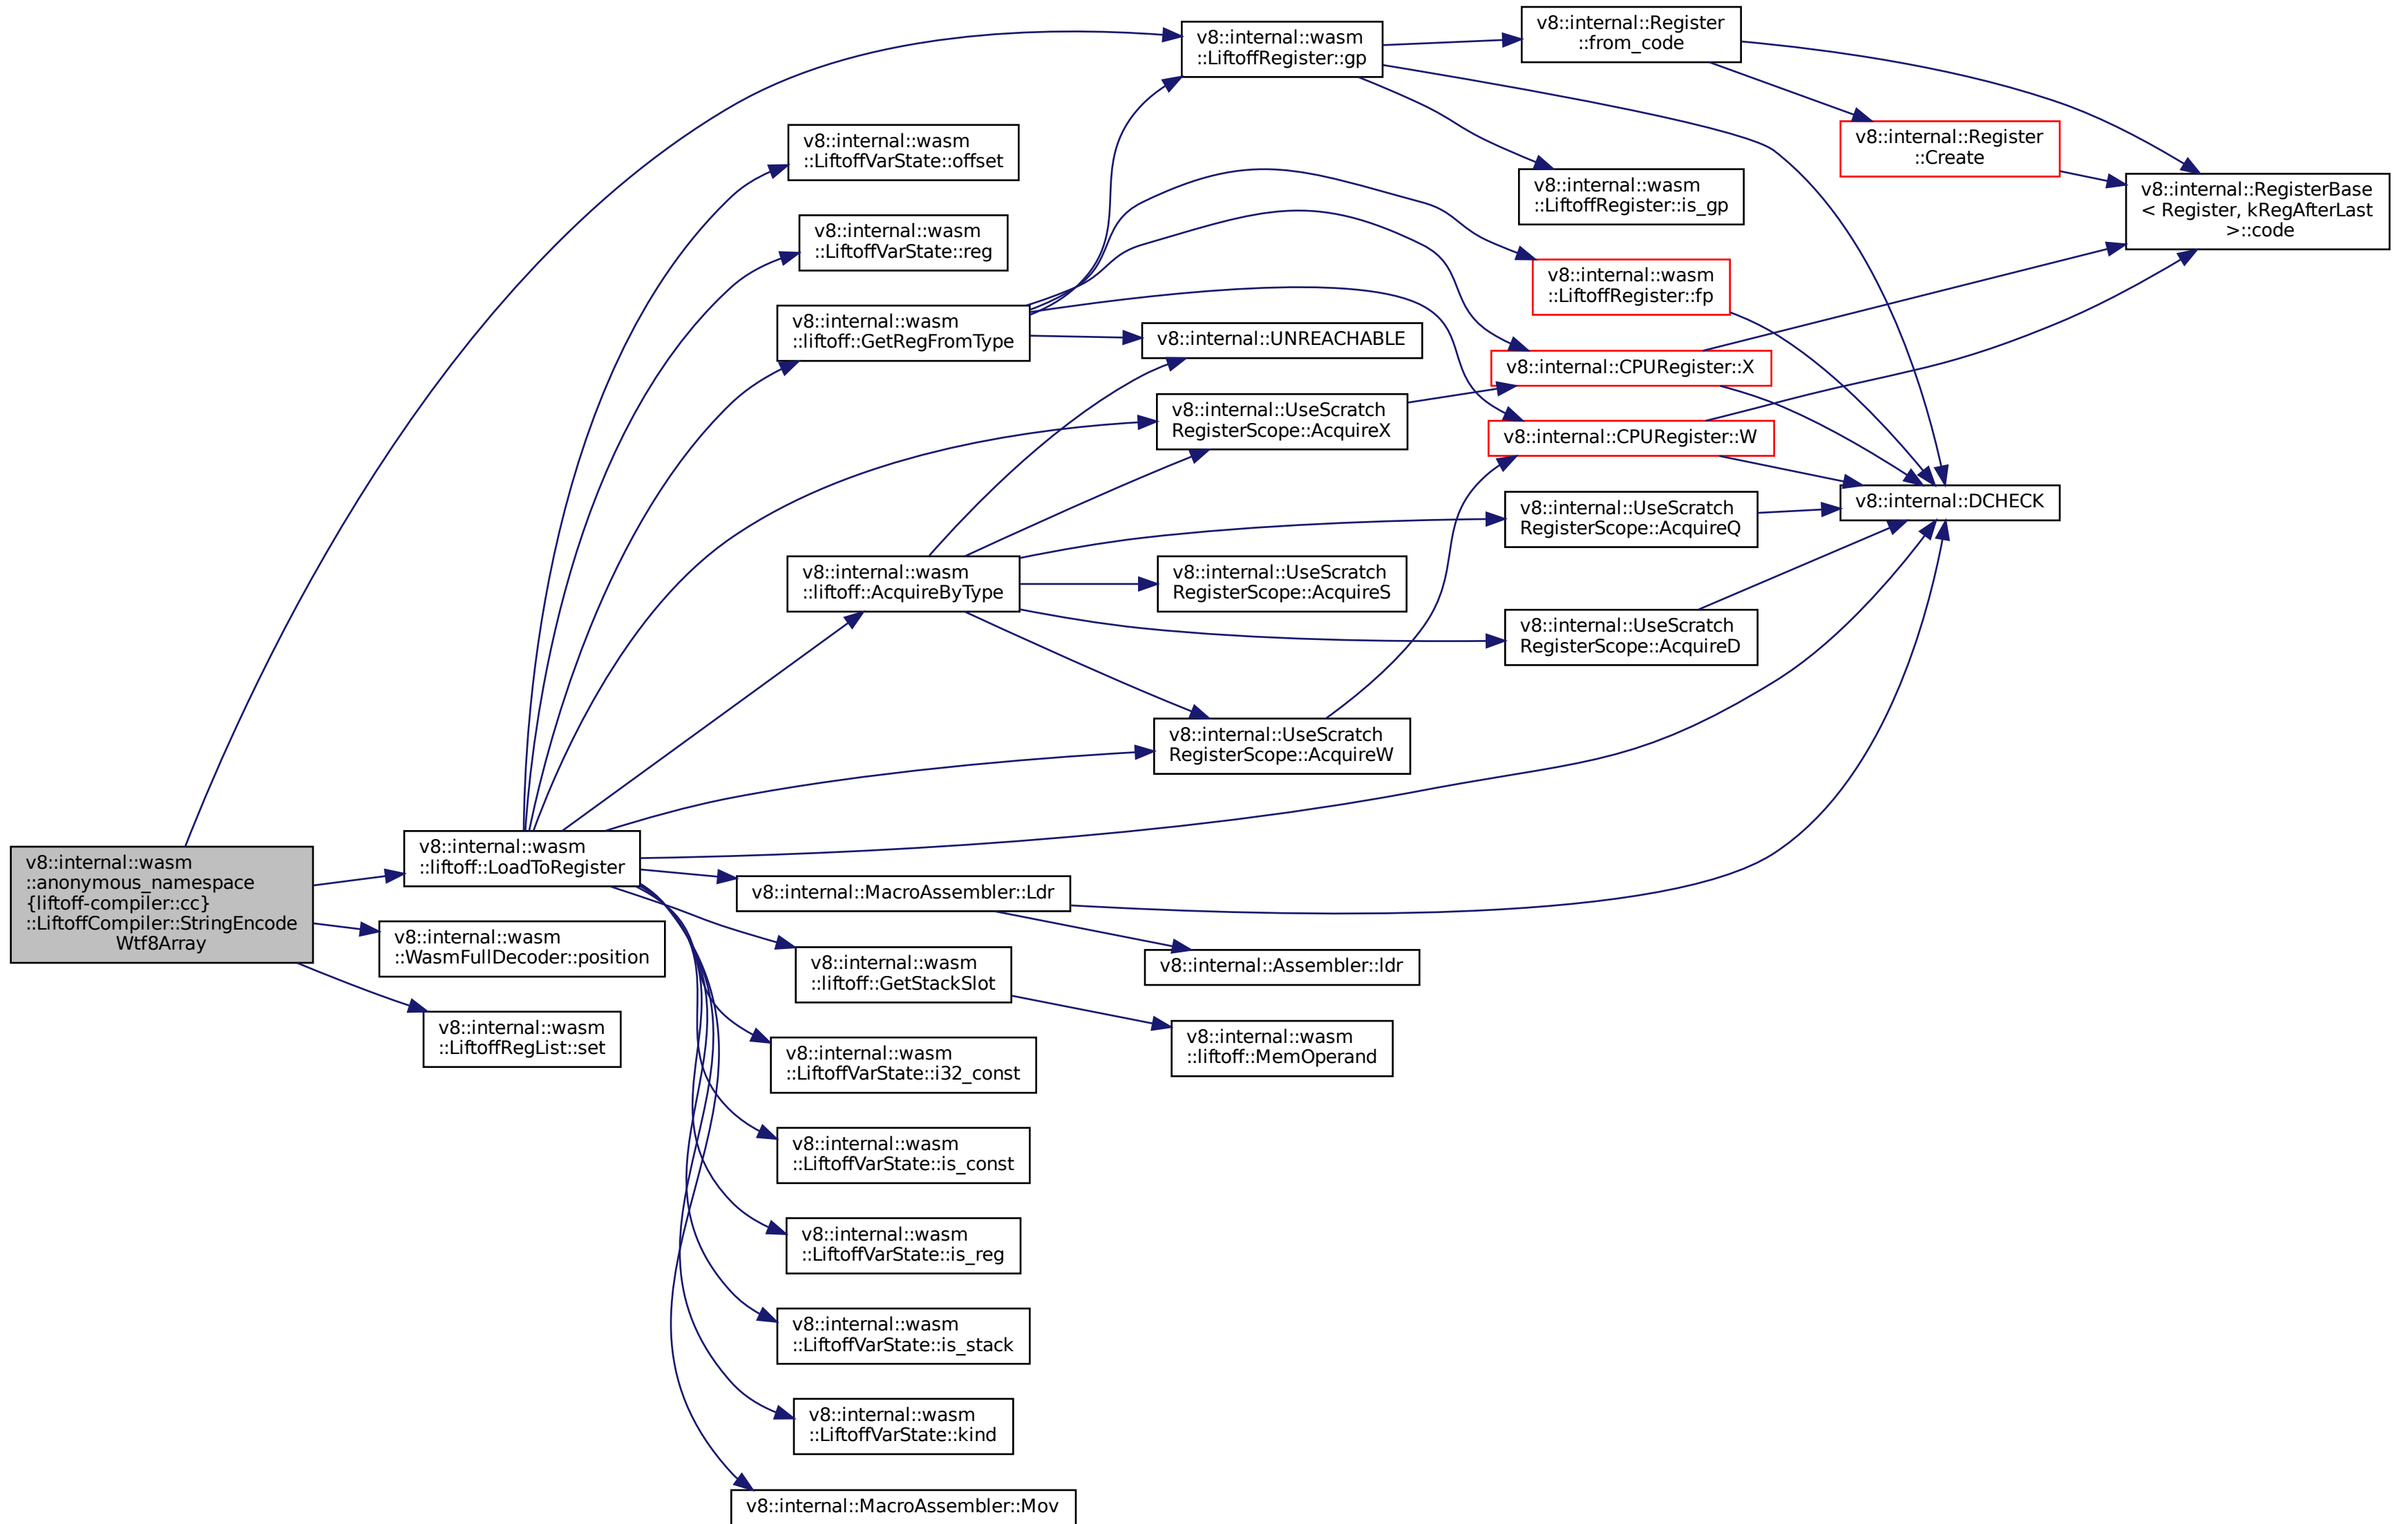 v8::internal::wasm
::anonymous_namespace
{liftoff-compiler::cc}
::LiftoffCompiler::StringEncode
Wtf8Array
v8::internal::wasm
::liftoff::LoadToRegister
v8::internal::wasm
::WasmFullDecoder::position
v8::internal::wasm
::LiftoffRegList::set
v8::internal::wasm
::LiftoffVarState::offset
v8::internal::wasm
::LiftoffVarState::reg
v8::internal::wasm
::liftoff::GetRegFromType
v8::internal::wasm
::liftoff::AcquireByType
v8::internal::MacroAssembler::Ldr
v8::internal::wasm
::liftoff::GetStackSlot
v8::internal::wasm
::LiftoffVarState::i32_const
v8::internal::wasm
::LiftoffVarState::is_const
v8::internal::wasm
::LiftoffVarState::is_reg
v8::internal::wasm
::LiftoffVarState::is_stack
v8::internal::wasm
::LiftoffVarState::kind
v8::internal::MacroAssembler::Mov
v8::internal::wasm
::LiftoffRegister::gp
v8::internal::UNREACHABLE
v8::internal::UseScratch
RegisterScope::AcquireX
v8::internal::UseScratch
RegisterScope::AcquireS
v8::internal::UseScratch
RegisterScope::AcquireW
v8::internal::Assembler::ldr
v8::internal::wasm
::liftoff::MemOperand
v8::internal::Register
::from_code
v8::internal::wasm
::LiftoffRegister::is_gp
v8::internal::wasm
::LiftoffRegister::fp
v8::internal::CPURegister::X
v8::internal::CPURegister::W
v8::internal::UseScratch
RegisterScope::AcquireQ
v8::internal::UseScratch
RegisterScope::AcquireD
v8::internal::Register
::Create
v8::internal::DCHECK
v8::internal::RegisterBase
< Register, kRegAfterLast
>::code